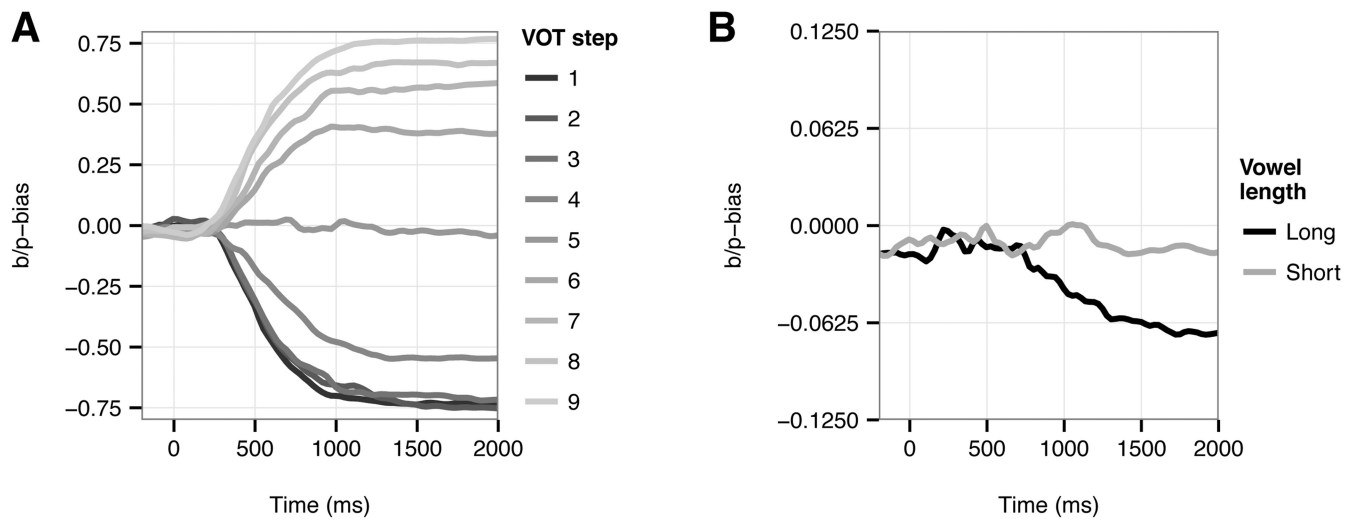 A
b/p−bias
0.75
0.50
0.25
0.00
−0.25
−0.50
−0.75
0 500 1000 1500 2000
Time (ms)
VOT step
1
2
3
4
5
6
7
8
9
B
b/p−bias
0.1250
0.0625
0.0000
−0.0625
−0.1250
0 500 1000 1500 2000
Time (ms)
Vowel
length
Long
Short